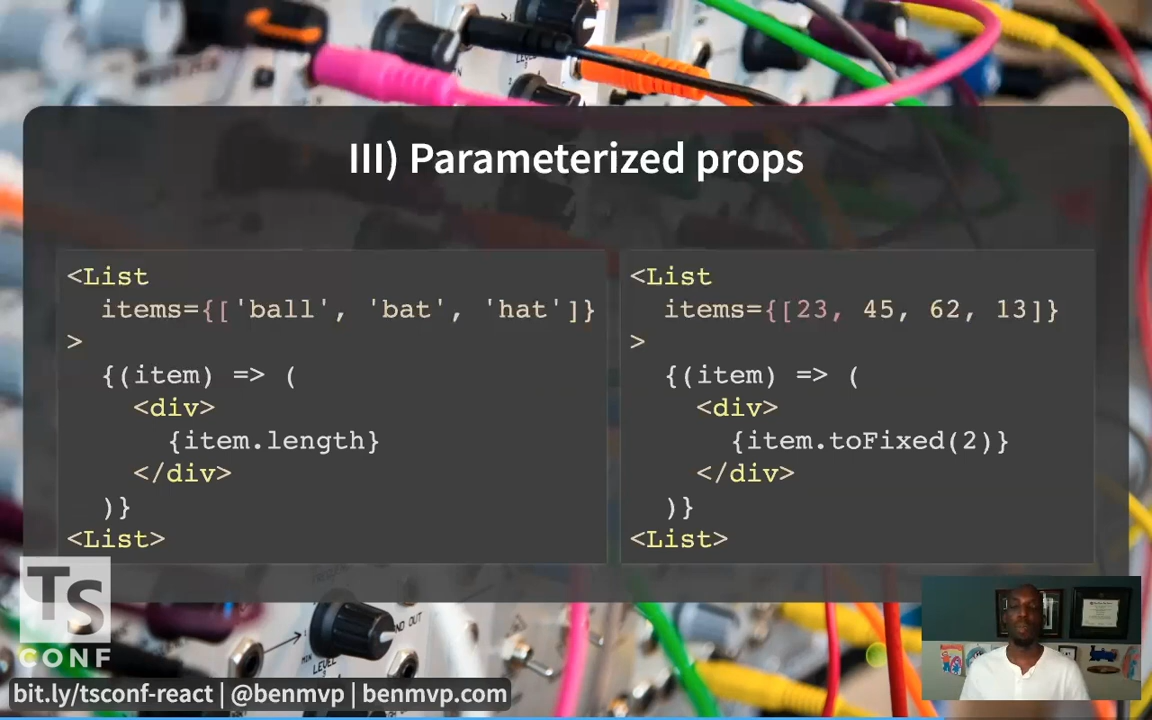 III) Parameterized props
<List
items={['ball', 'bat', 'hat']}
>
{(item) => (
<div>
{item.length}
</div>
)}
<List>
<List
items={[23, 45, 62, 13]}
>
{(item) => (
<div>
{item.toFixed(2)}
</div>
)}
<List>
TS
CONF
LEVEL
bit.ly/tsconf-react | @benmvp | benmvp.com